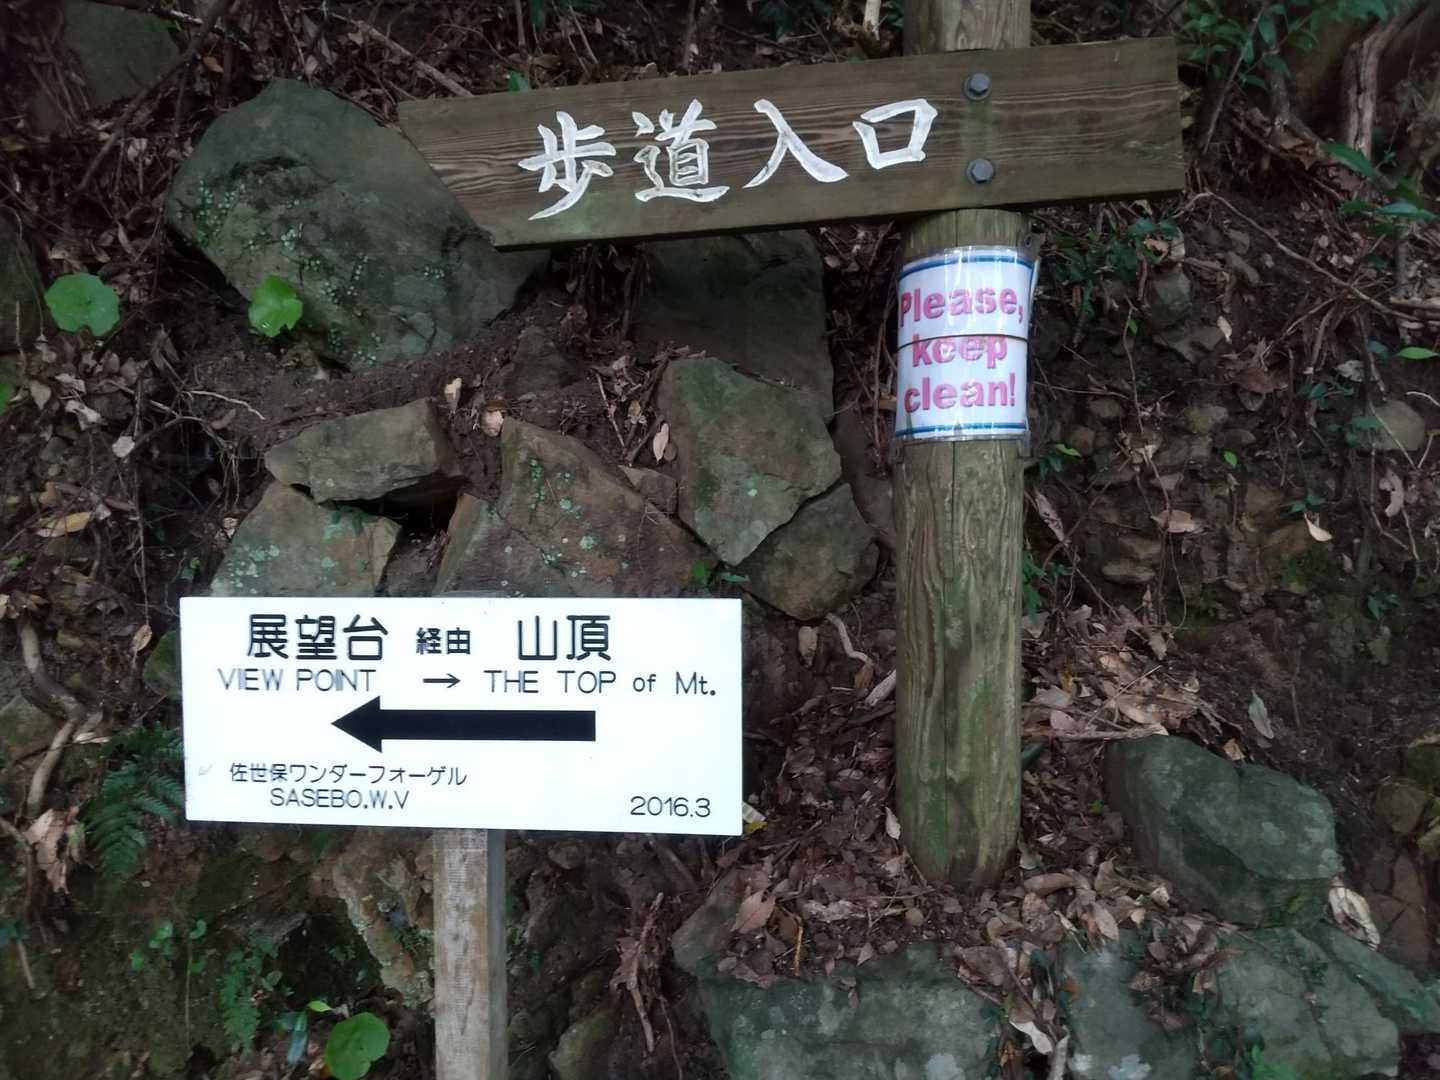 歩道入口
Please,
keep
clean!
展望台 経由 山頂
VIEW POINT → THE TOP of Mt.
佐世保ワンダーフォーゲル
SASEBO.W.V
2016.3